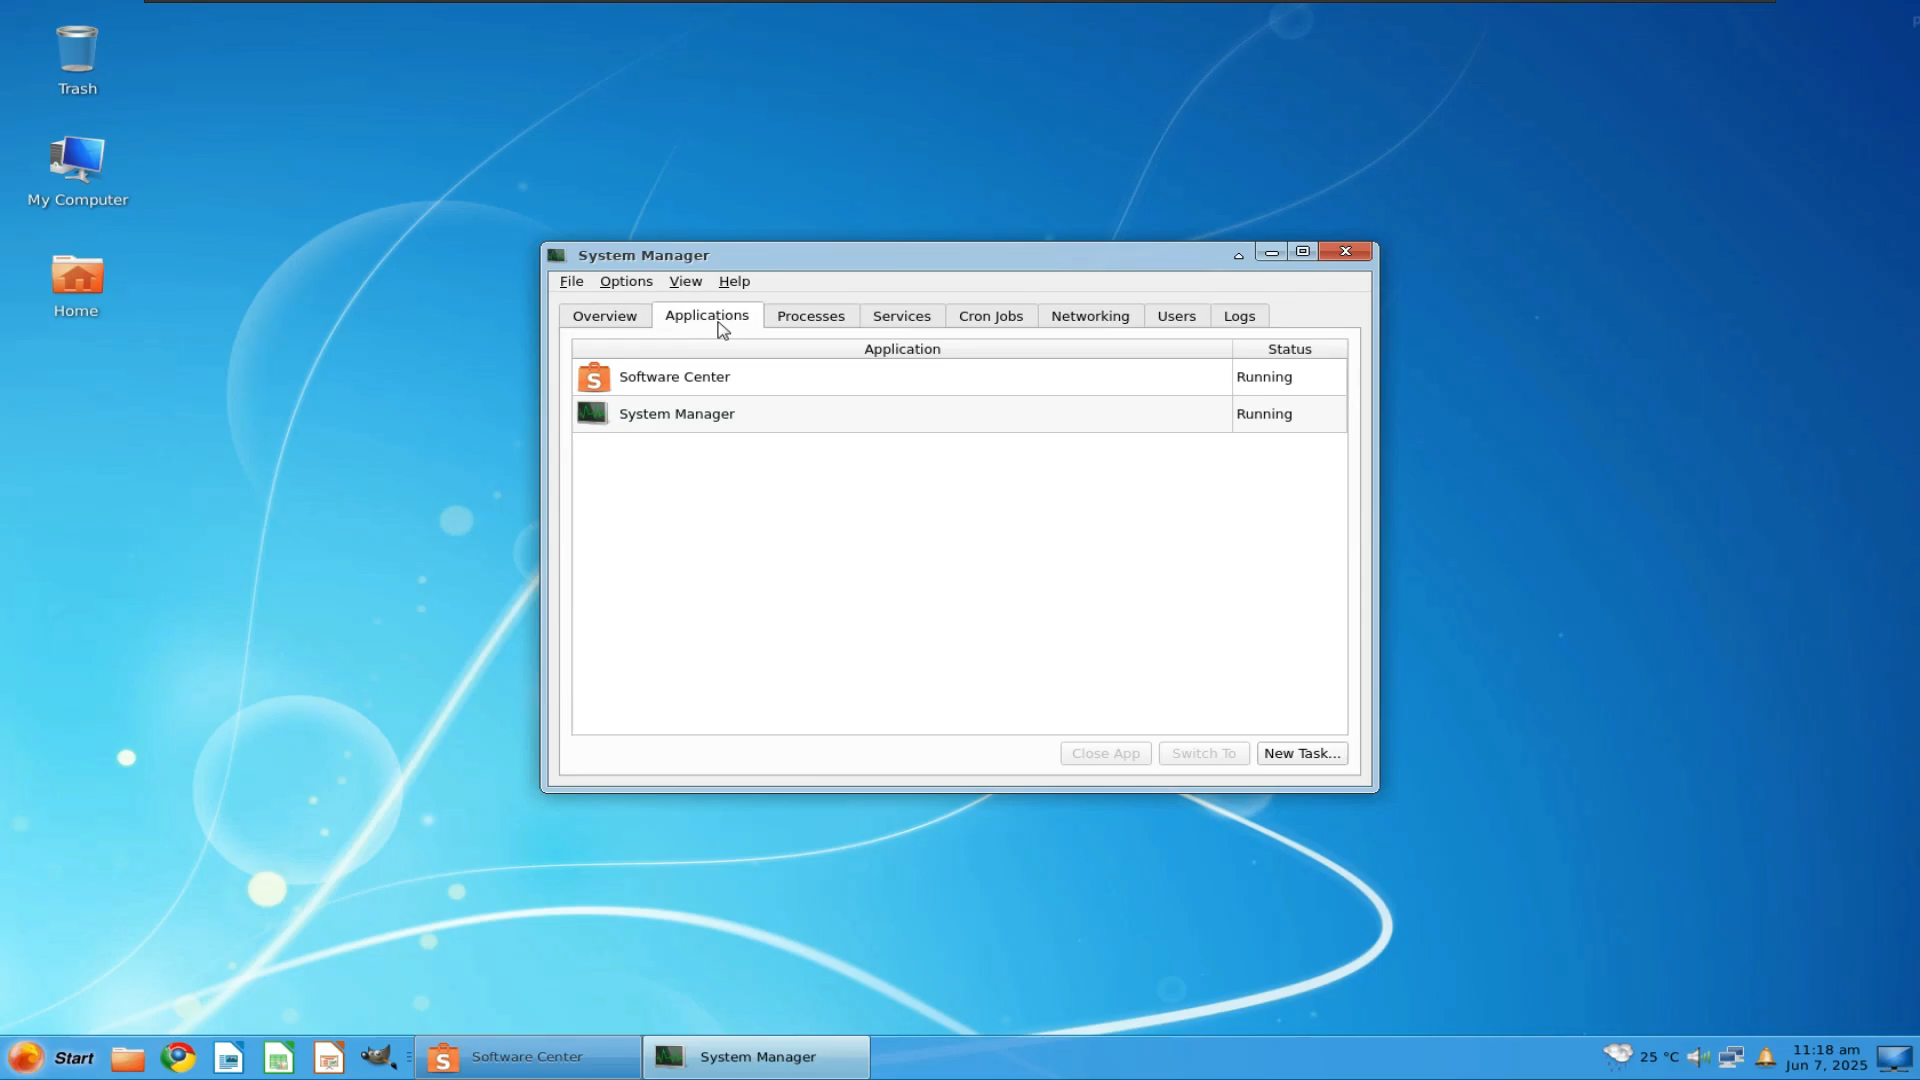 Trash
My Computer
Home
System Manager
File Options View Help
Overview Applications Processes Services Cron Jobs Networking Users Logs
Application Status
Software Center Running
System Manager Running
Close App Switch To New Task...
Start Software Center System Manager 25 °C 11:18 am
Jun 7, 2025